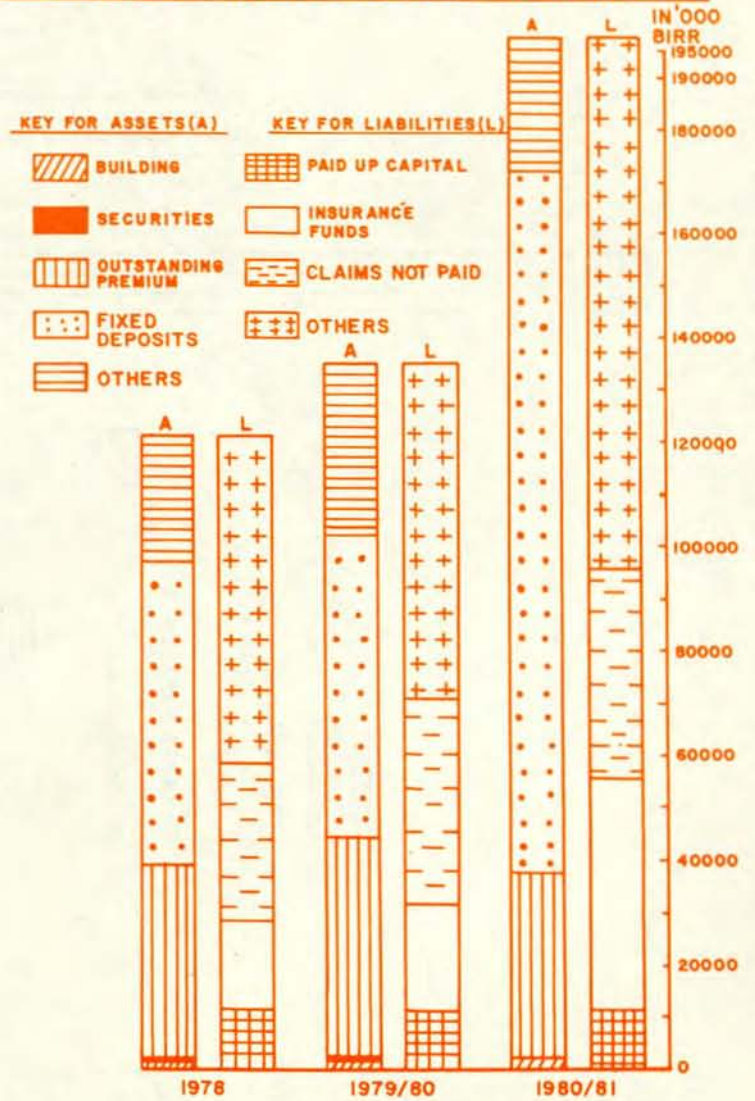 IN '000
BIRR
195000
190000
180000
160000
140000
120000
100000
80000
60000
40000
20000
0
KEY FOR ASSETS(A)
BUILDING
SECURITIES
OUTSTANDING
PREMIUM
FIXED
DEPOSITS
OTHERS
KEY FOR LIABILITIES(L)
PAID UP CAPITAL
INSURANCE
FUNDS
CLAIMS NOT PAID
OTHERS
A L
A L
A L
1978 1979/80 1980/81